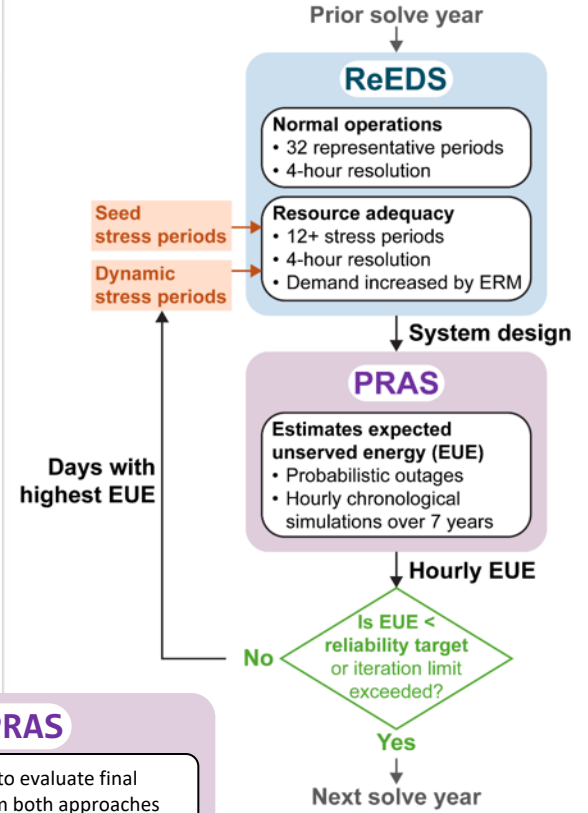 Prior solve year
ReEDS
Normal operations
• 32 representative periods
• 4-hour resolution
Seed
stress periods
Dynamic
stress periods
Resource adequacy
• 12+ stress periods
• 4-hour resolution
• Demand increased by ERM
System design
PRAS
Estimates expected
unserved energy (EUE)
• Probabilistic outages
• Hourly chronological
simulations over 7 years
Days with
highest EUE
Hourly EUE
Is EUE <
reliability target
or iteration limit
exceeded?
No
Yes
Next solve year
PRAS
to evaluate final
both approaches